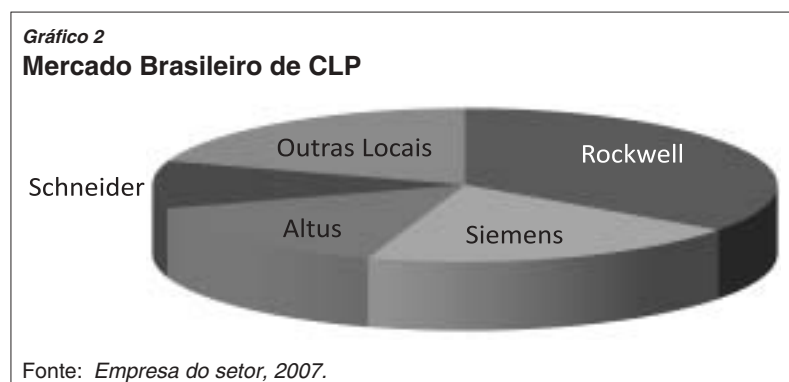 Gráfico 2
Mercado Brasileiro de CLP
Outras Locais
Rockwell
Schneider
Altus
Siemens
Fonte: Empresa do setor, 2007.